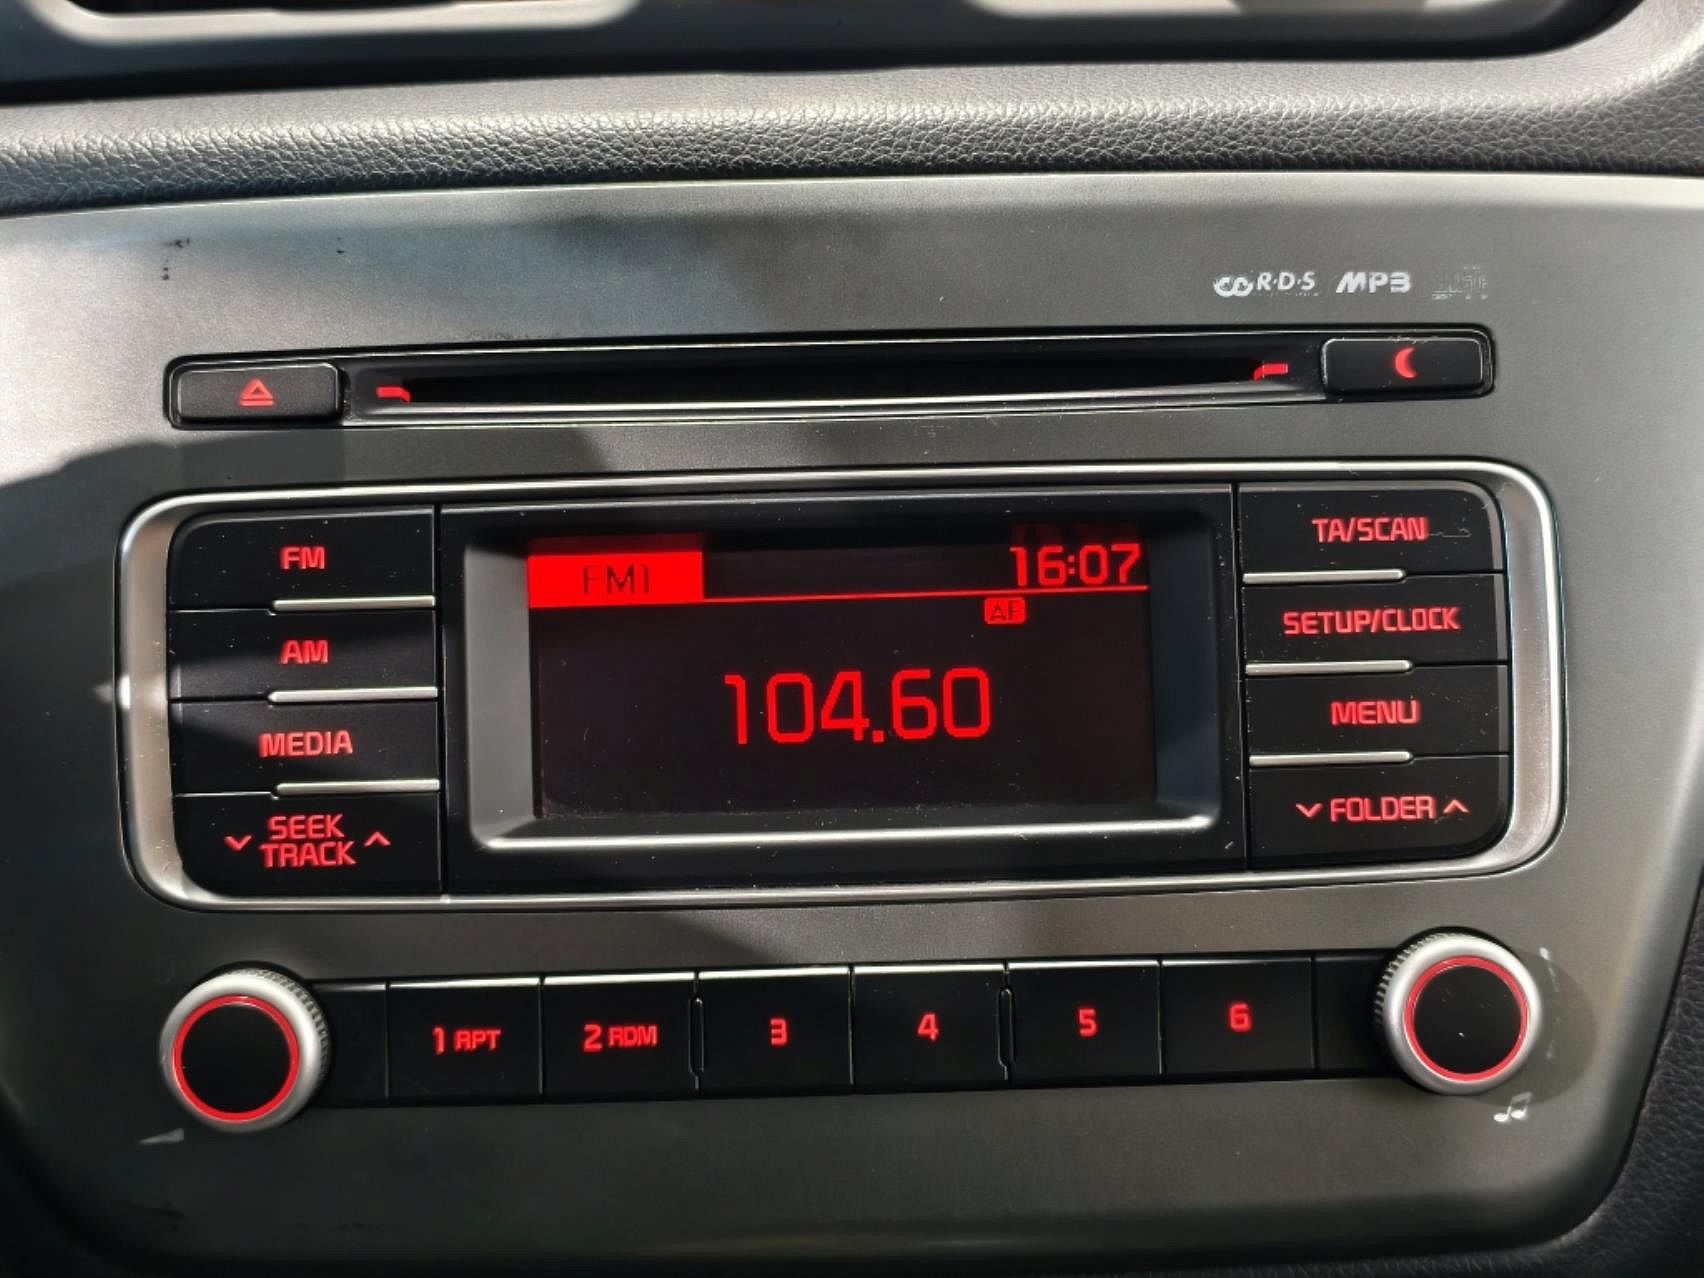 R·D·S MP3
FM
AM
MEDIA
SEEK
TRACK
FM1
16:07
AF
104.60
TA/SCAN
SETUP/CLOCK
MENU
FOLDER
1 RPT
2 RDM
3
4
5
6